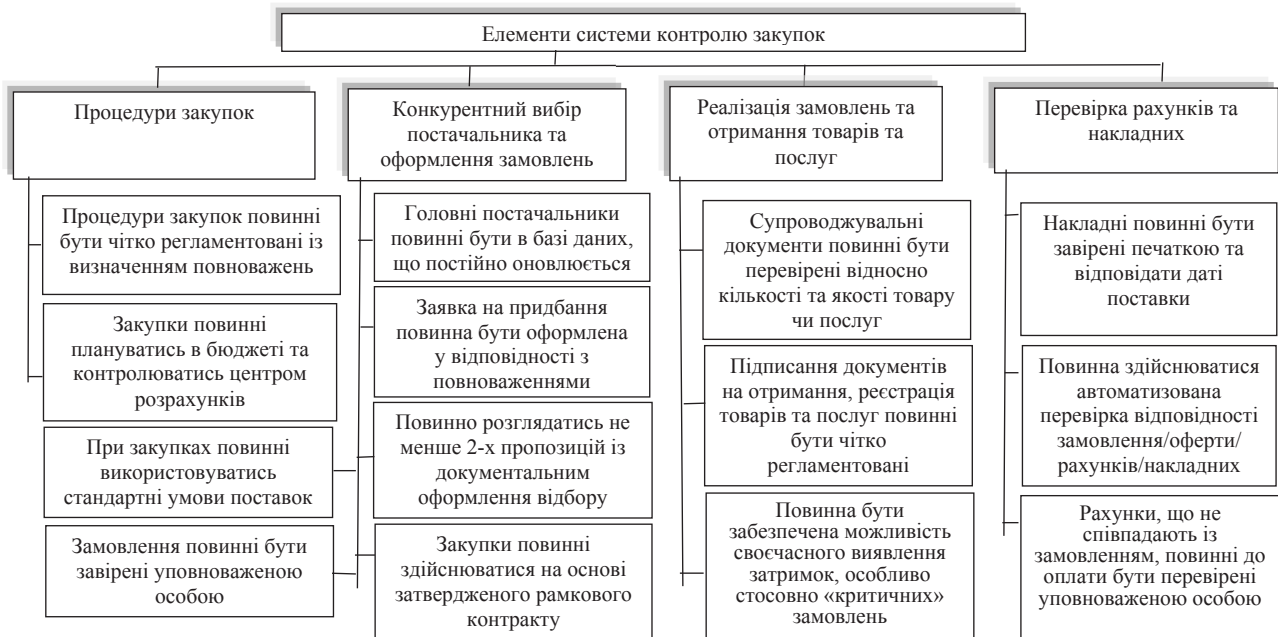 Елементи системи контролю закупок
Процедури закупок
Процедури закупок повинні
бути чітко регламентовані із
визначенням повноважень
Закупки повинні
плануватись в бюджеті та
контролюватись центром
розрахунків
При закупках повинні
використовуватись
стандартні умови поставок
Замовлення повинні бути
завірені уповноваженою
особою
Конкурентний вибір
постачальника та
оформлення замовлень
Головні постачальники
повинні бути в базі даних,
що постійно оновлюється
Заявка на придбання
повинна бути оформлена
у відповідності з
повноваженнями
Повинно розглядатись не
менше 2-х пропозицій із
документальним
оформлення відбору
Закупки повинні
здійснюватися на основі
затвердженого рамкового
контракту
Реалізація замовлень та
отримання товарів та
послуг
Супроводжувальні
документи повинні бути
перевірені відносно
кількості та якості товару
чи послуг
Підписання документів
на отримання, реєстрація
товарів та послуг повинні
бути чітко
регламентовані
Повинна бути
забезпечена можливість
своєчасного виявлення
затримок, особливо
стосовно «критичних»
замовлень
Перевірка рахунків та
накладних
Накладні повинні бути
завірені печаткою та
відповідати даті
поставки
Повинна здійснюватися
автоматизована
перевірка відповідності
замовлення/оферти/
рахунків/накладних
Рахунки, що не
співпадають із
замовленням, повинні до
оплати бути перевірені
уповноваженою особою